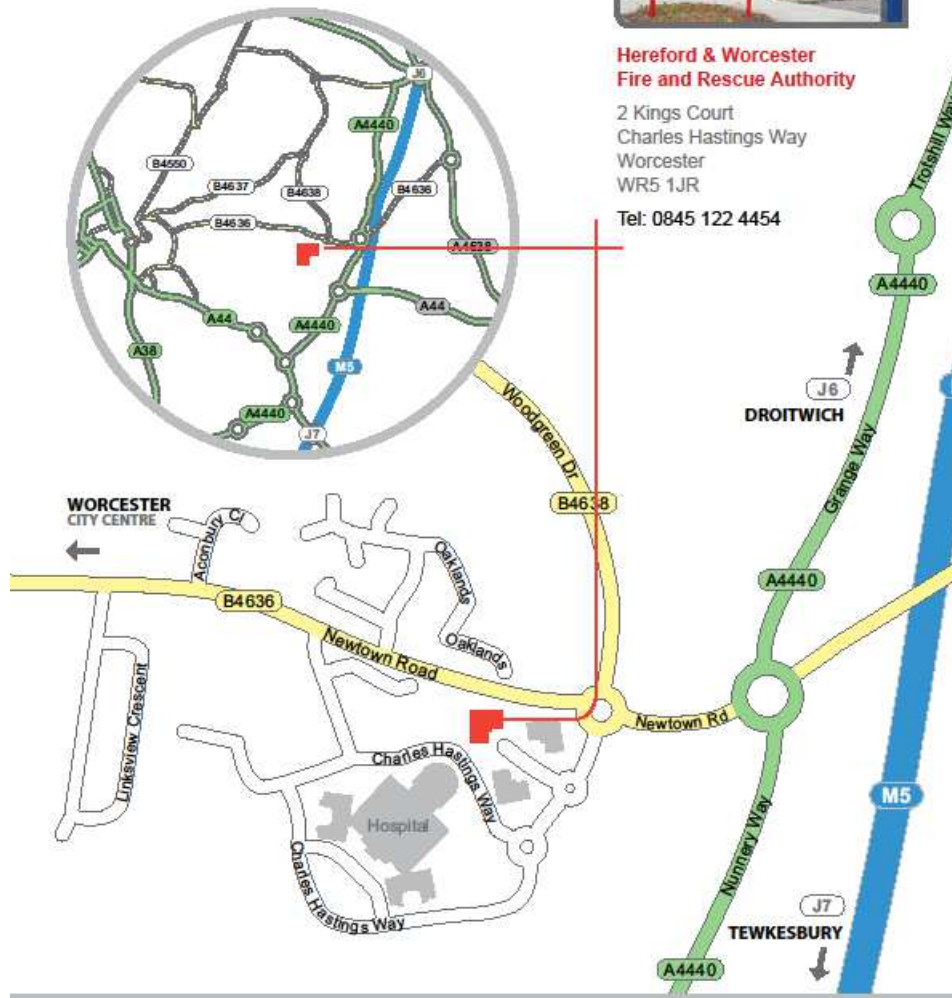 Hereford & Worcester
Fire and Rescue Authority
2 Kings Court
Charles Hastings Way
Worcester
WR5 1JR
Tel: 0845 122 4454
J6
A4440
B4550
B4637
B4638
B4636
B4636
A4538
A44
A44
A4440
A38
M5
A4440
J7
Trotshill Way
A4440
J6
DROITWICH
Grange Way
Woodgreen Dr
B4638
WORCESTER
CITY CENTRE
Aconbury Cl
Oaklands
A4440
B4636
Oaklands
Newtown Road
Linksview Crescent
Newtown Rd
Charles Hastings Way
M5
Hospital
Nunnery Way
Charles Hastings Way
J7
TEWKESBURY
A4440